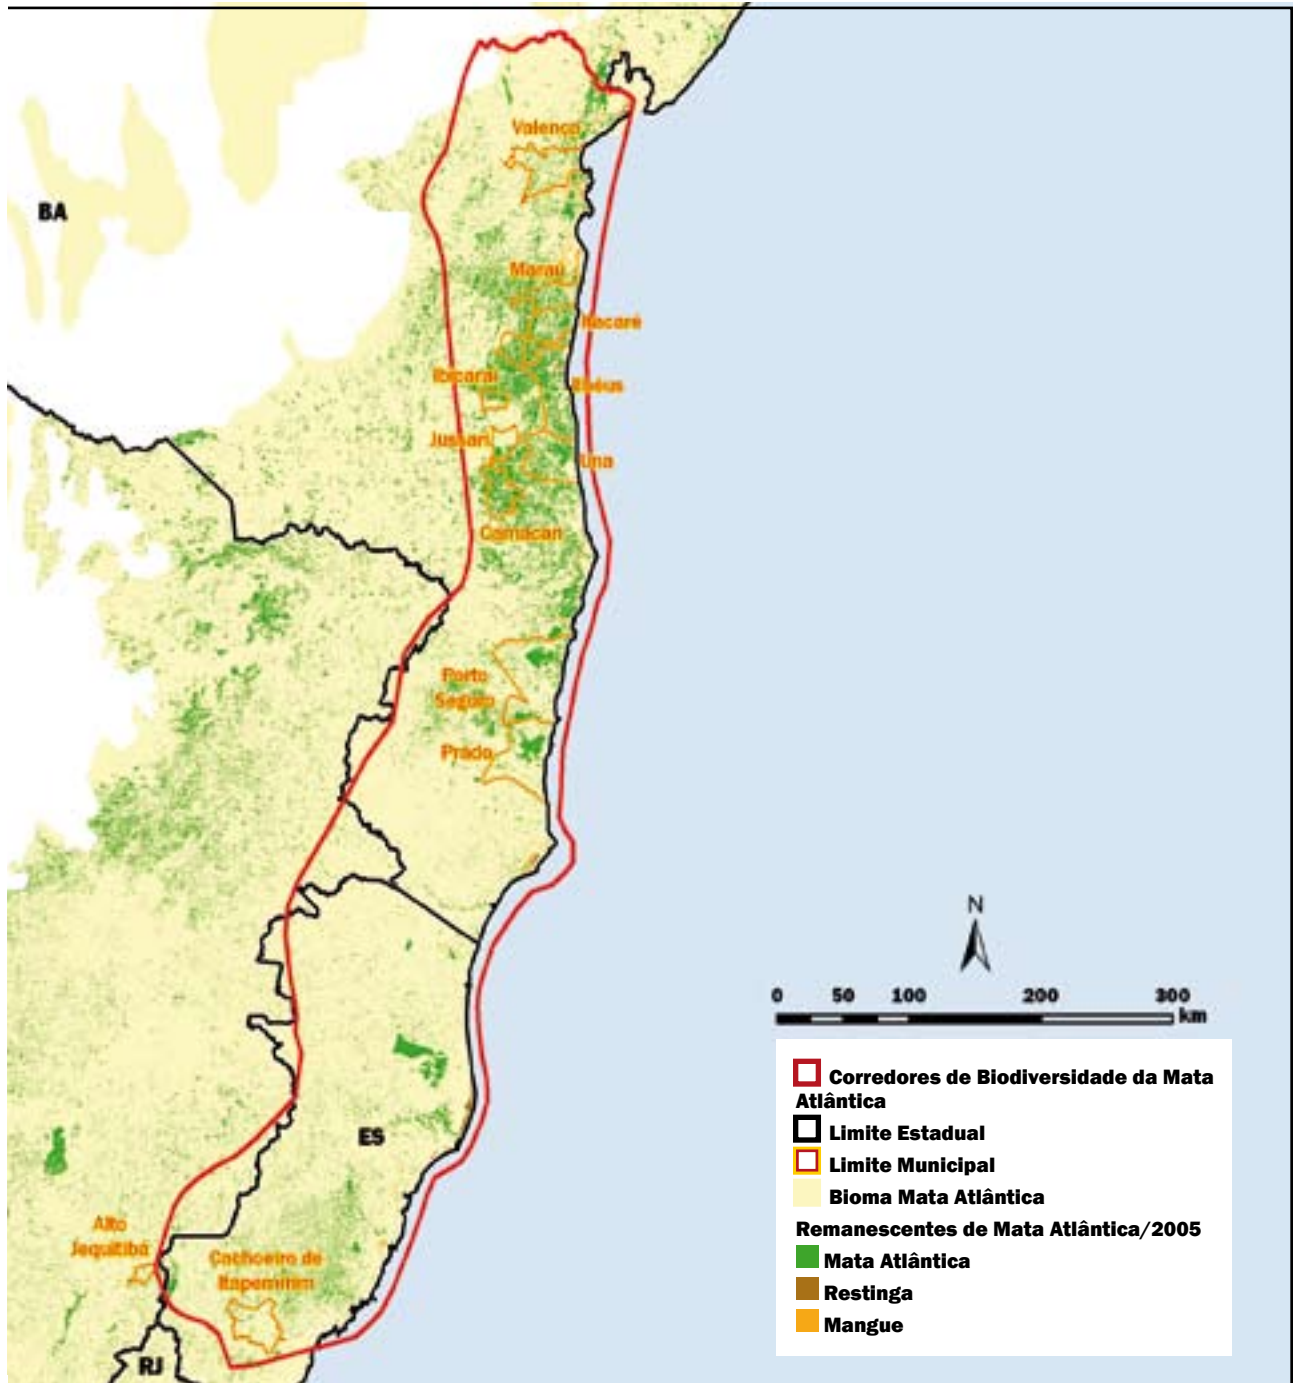 Valença
BA
Maraú
Itacaré
Ibicaraí
Ilhéus
Jussari
Una
Camacan
Porto
Seguro
Prado
N
0 50 100 200 300
km
Corredores de Biodiversidade da Mata
Atlântica
Limite Estadual
Limite Municipal
Bioma Mata Atlântica
Remanescentes de Mata Atlântica/2005
Mata Atlântica
Restinga
Mangue
ES
Alto
Jequitibá
Cachoeiro de
Itapemirim
RJ